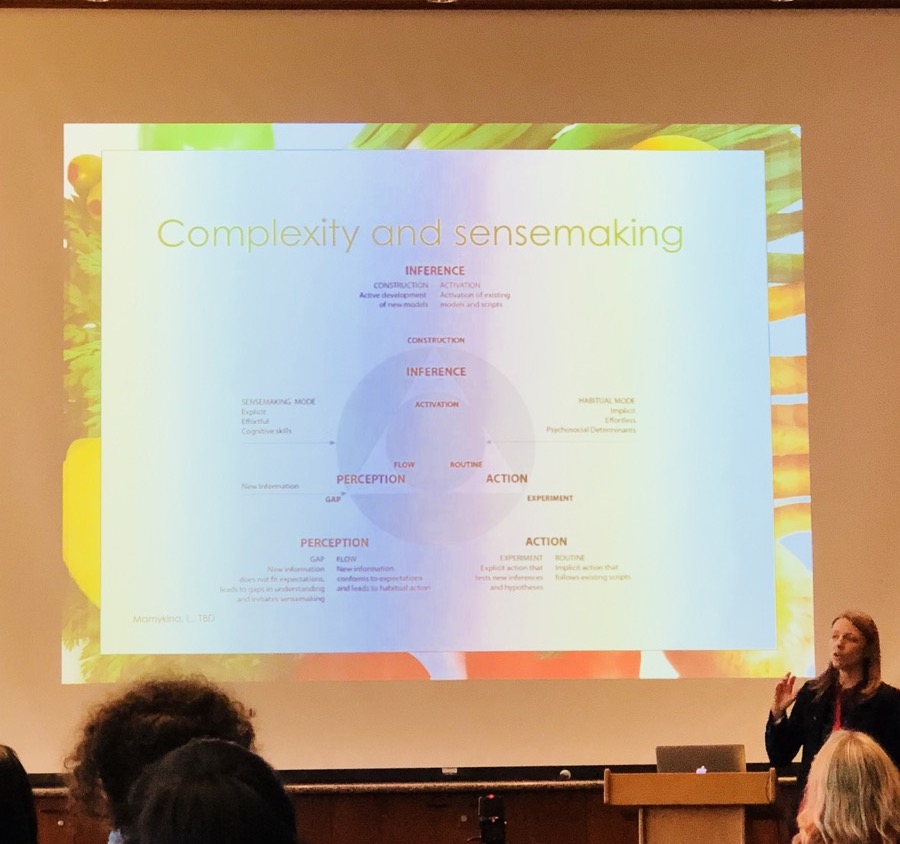 Complexity and sensemaking
INFERENCE
CONSTRUCTION ACTIVATION
Active development Activation of existing
of new models models and scripts
CONSTRUCTION
INFERENCE
ACTIVATION
SENSEMAKING MODE
Explicit
Effortful
Cognitive skills
HABITUAL MODE
Implicit
Effortless
Psychosocial Determinants
FLOW ROUTINE
PERCEPTION ACTION
New Information
GAP EXPERIMENT
PERCEPTION
GAP
New information
does not fit expectations,
leads to gaps in understanding
and initiates sensemaking
FLOW
New information
conforms to expectations
and leads to habitual action
ACTION
EXPERIMENT
Explicit action that
tests new inferences
and hypotheses
ROUTINE
Implicit action that
follows existing scripts
Mamykina, L., TBD